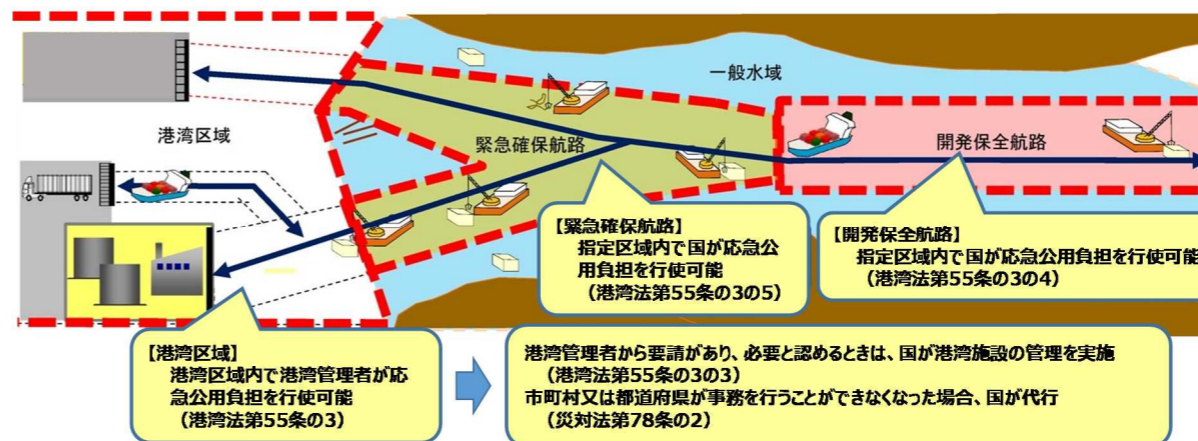 一般水域
港湾区域
緊急確保航路
開発保全航路
【緊急確保航路】
指定区域内で国が応急公
用負担を行使可能
（港湾法第55条の3の5）
【開発保全航路】
指定区域内で国が応急公用負担を行使可能
（港湾法第55条の3の4）
【港湾区域】
港湾区域内で港湾管理者が応
急公用負担を行使可能
（港湾法第55条の3）
港湾管理者から要請があり、必要と認めるときは、国が港湾施設の管理を実施
（港湾法第55条の3の3）
市町村又は都道府県が事務を行うことができなくなった場合、国が代行
（災対法第78条の2）